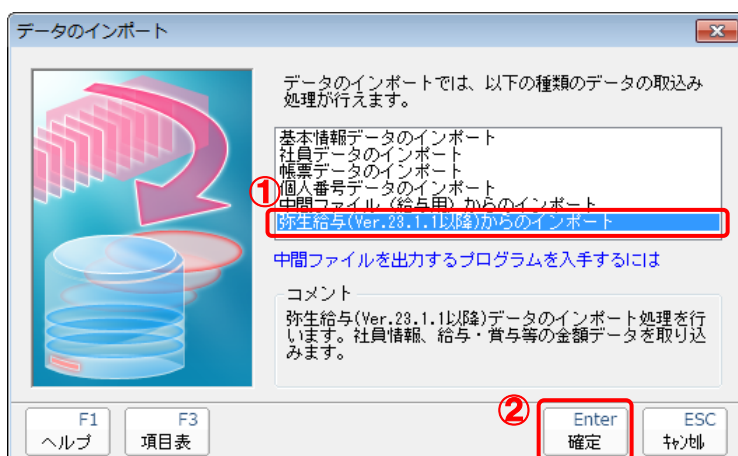 データのインポート
データのインポートでは、以下の種類のデータの取込み
処理が行えます。
基本情報データのインポート
社員データのインポート
帳票データのインポート
個人番号データのインポート
①
中間ファイル(給与用)からのインポート
弥生給与(Ver.23.1.1以降)からのインポート
中間ファイルを出力するプログラムを入手するには
コメント
弥生給与(Ver.23.1.1以降)データのインポート処理を行
います。社員情報、給与・賞与等の金額データを取り込
みます。
②
F1
ヘルプ
F3
項目表
Enter
確定
ESC
ｷｬﾝｾﾙ